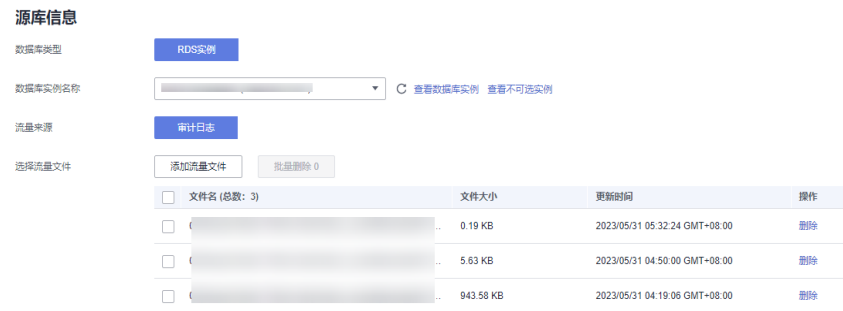 源库信息
数据库类型 RDS实例
数据库实例名称 查看数据库实例 查看不可选实例
流量来源 审计日志
选择流量文件 添加流量文件 批量删除 0
文件名 (总数：3) 文件大小 更新时间 操作
0.19 KB 2023/05/31 05:32:24 GMT+08:00 删除
5.63 KB 2023/05/31 04:50:00 GMT+08:00 删除
943.58 KB 2023/05/31 04:19:06 GMT+08:00 删除